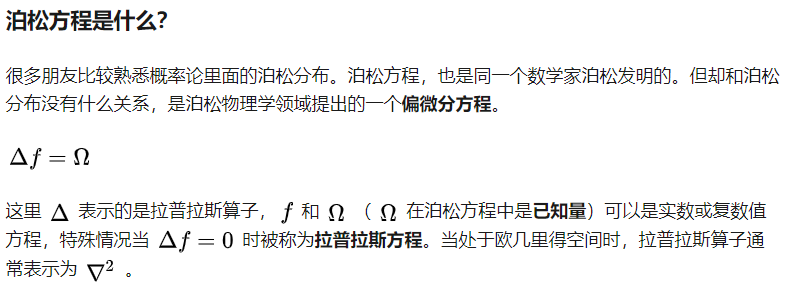 泊松方程是什么?
很多朋友比较熟悉概率论里面的泊松分布。泊松方程，也是同一个数学家泊松发明的。但却和泊松
分布没有什么关系，是泊松物理学领域提出的一个偏微分方程。
Δf = Ω
这里 Δ 表示的是拉普拉斯算子， f 和 Ω （ Ω 在泊松方程中是已知量）可以是实数或复数值
方程，特殊情况当 Δf = 0 时被称为拉普拉斯方程。当处于欧几里得空间时，拉普拉斯算子通
常表示为 ∇² 。